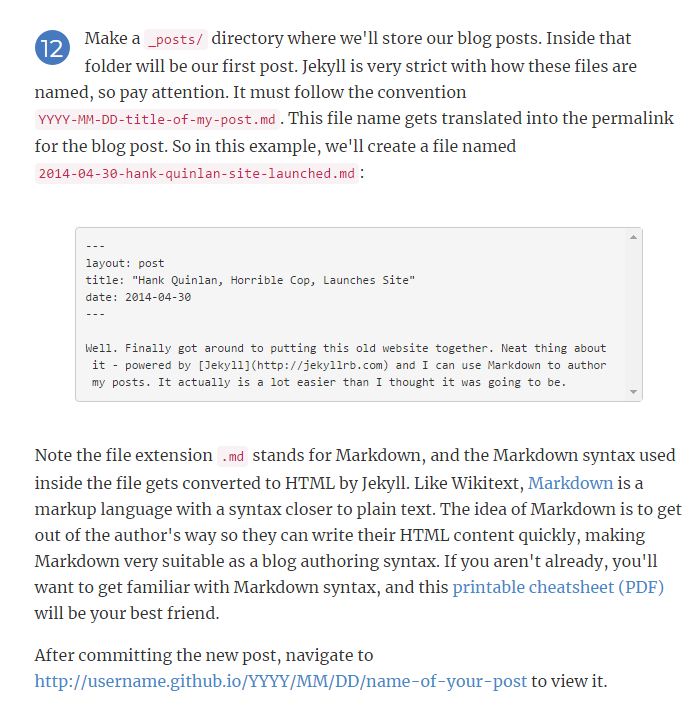 12 Make a _posts/ directory where we'll store our blog posts. Inside that
folder will be our first post. Jekyll is very strict with how these files are
named, so pay attention. It must follow the convention
YYYY-MM-DD-title-of-my-post.md. This file name gets translated into the permalink
for the blog post. So in this example, we'll create a file named
2014-04-30-hank-quinlan-site-launched.md:
---
layout: post
title: "Hank Quinlan, Horrible Cop, Launches Site"
date: 2014-04-30
---
Well. Finally got around to putting this old website together. Neat thing about
it - powered by [Jekyll](http://jekyllrb.com) and I can use Markdown to author
my posts. It actually is a lot easier than I thought it was going to be.
Note the file extension .md stands for Markdown, and the Markdown syntax used
inside the file gets converted to HTML by Jekyll. Like Wikitext, Markdown is a
markup language with a syntax closer to plain text. The idea of Markdown is to get
out of the author's way so they can write their HTML content quickly, making
Markdown very suitable as a blog authoring syntax. If you aren't already, you'll
want to get familiar with Markdown syntax, and this printable cheatsheet (PDF)
will be your best friend.
After committing the new post, navigate to
http://username.github.io/YYYY/MM/DD/name-of-your-post to view it.